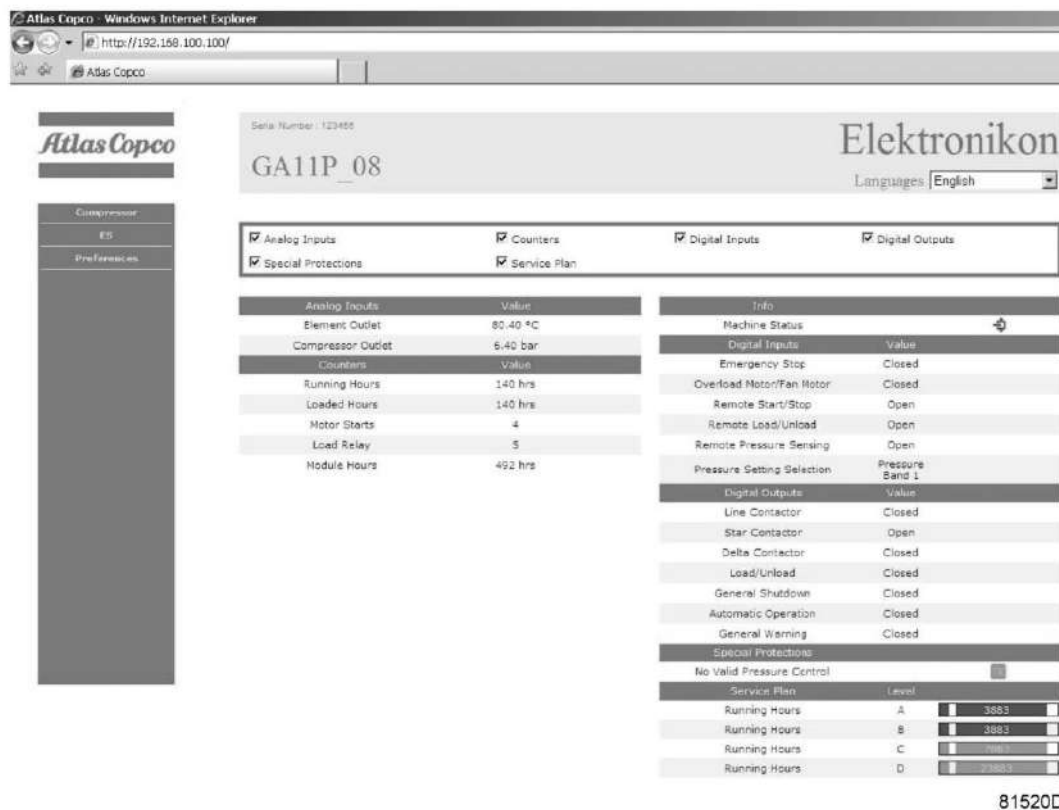 Atlas Copco - Windows Internet Explorer
http://192.168.100.100/
Atlas Copco
Atlas Copco
Serial Number : 123456
GA11P_08
Elektronikon
Languages English
Compressor
ES
Preferences
Analog Inputs Counters Digital Inputs Digital Outputs
Special Protections Service Plan
Analog Inputs Value
Element Outlet 80.40 °C
Compressor Outlet 6.40 bar
Counters Value
Running Hours 140 hrs
Loaded Hours 140 hrs
Motor Starts 4
Load Relay 5
Module Hours 492 hrs
Info
Machine Status
Digital Inputs Value
Emergency Stop Closed
Overload Motor/Fan Motor Closed
Remote Start/Stop Open
Remote Load/Unload Open
Remote Pressure Sensing Open
Pressure Setting Selection Pressure Band 1
Digital Outputs Value
Line Contactor Closed
Star Contactor Open
Delta Contactor Closed
Load/Unload Closed
General Shutdown Closed
Automatic Operation Closed
General Warning Closed
Special Protections
No Valid Pressure Control
Service Plan Level
Running Hours A 3883
Running Hours B 3883
Running Hours C
Running Hours D 23883
81520D